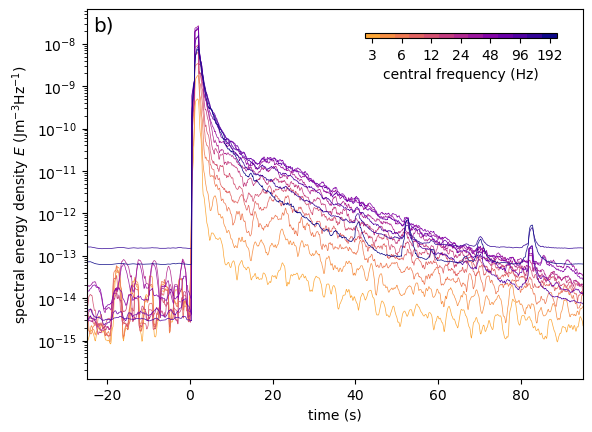 b)
3 6 12 24 48 96 192
central frequency (Hz)
spectral energy density E (Jm⁻³Hz⁻¹)
10⁻⁸
10⁻⁹
10⁻¹⁰
10⁻¹¹
10⁻¹²
10⁻¹³
10⁻¹⁴
10⁻¹⁵
−20 0 20 40 60 80
time (s)